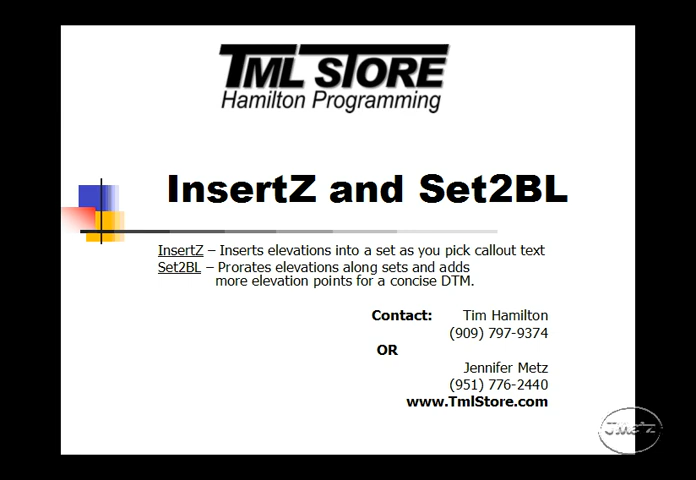 TML STORE
Hamilton Programming
InsertZ and Set2BL
InsertZ – Inserts elevations into a set as you pick callout text
Set2BL – Prorates elevations along sets and adds
more elevation points for a concise DTM.
Contact: Tim Hamilton
(909) 797-9374
OR
Jennifer Metz
(951) 776-2440
www.TmlStore.com
JMetz